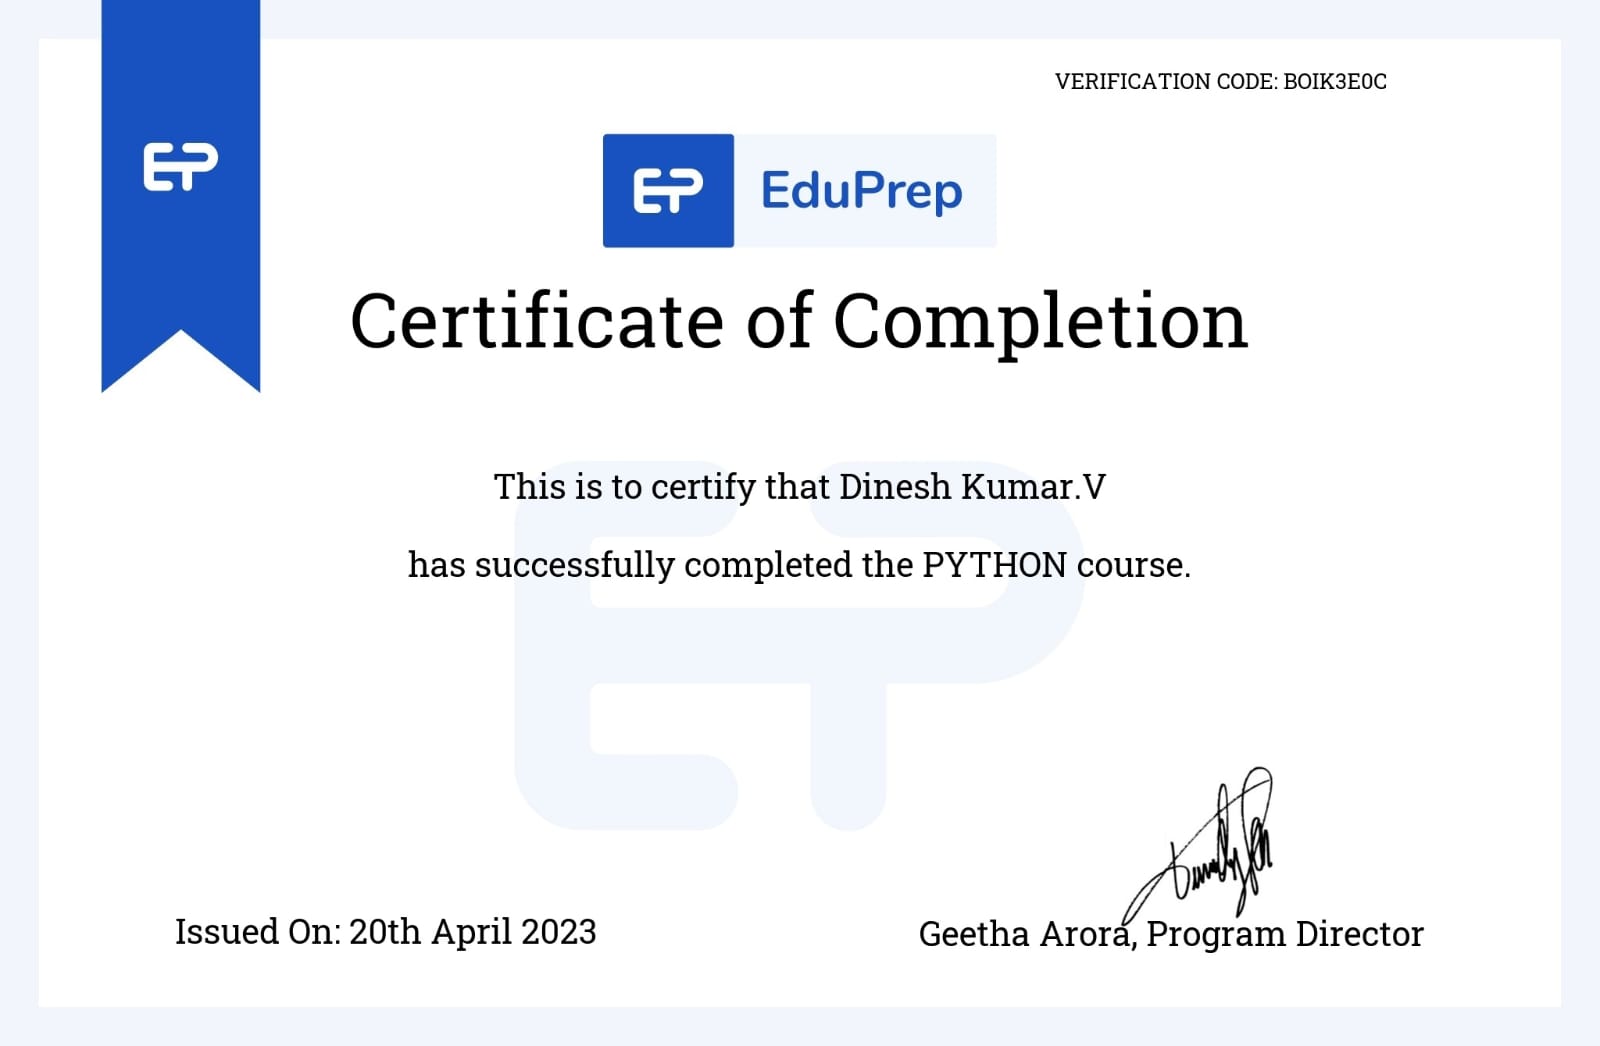 VERIFICATION CODE: BOIK3E0C
EP
EP EduPrep
Certificate of Completion
This is to certify that Dinesh Kumar.V
has successfully completed the PYTHON course.
Issued On: 20th April 2023
Geetha Arora, Program Director